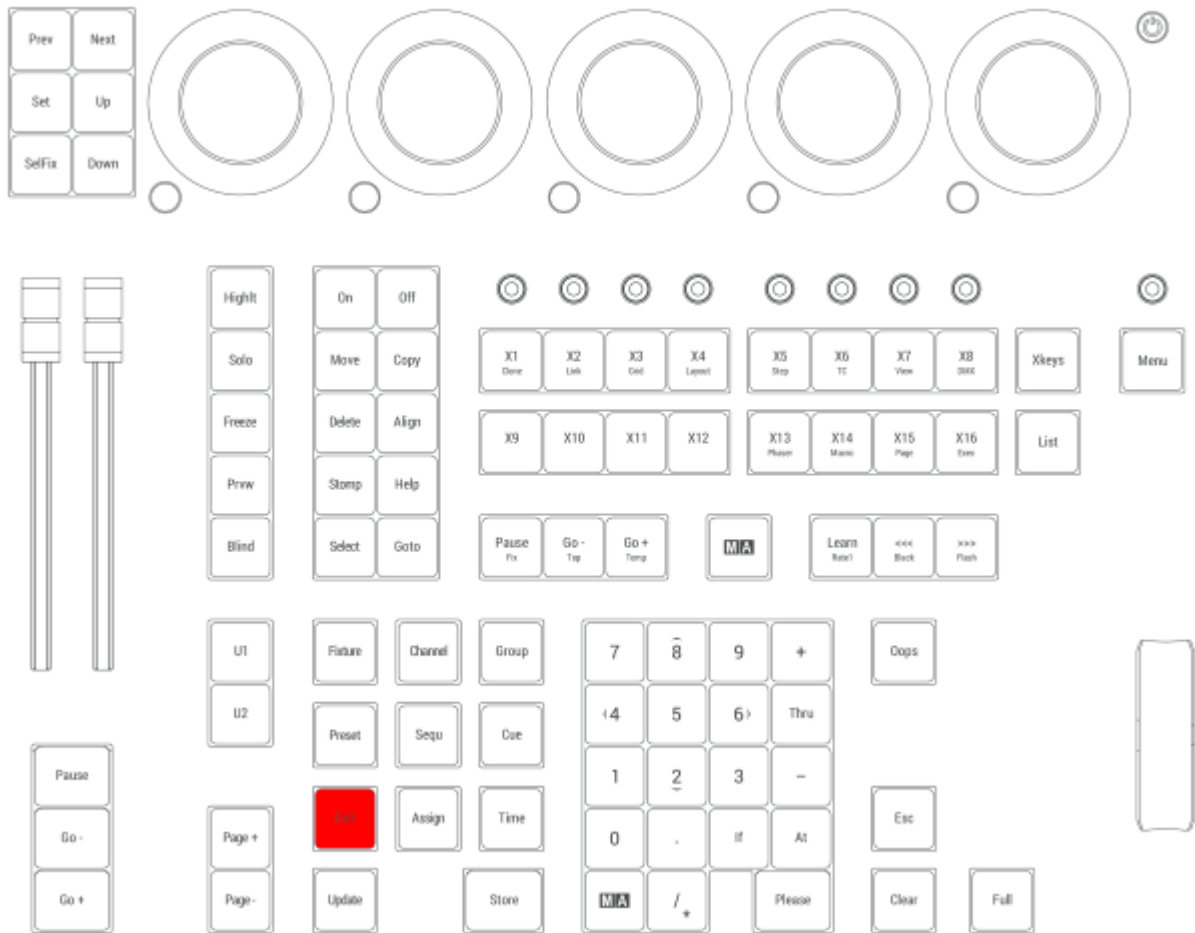 Prev Next
Set Up
SelFix Down
Highlt On Off
Solo Move Copy X1 X2 X3 X4 X5 X6 X7 X8 Xkeys Menu
Clone Link Grid Layout Step TC View DMX
Freeze Delete Align X9 X10 X11 X12 X13 X14 X15 X16 List
Phaser Macro Page Exec
Prvw Stomp Help
Blind Select Goto Pause Go - Go + MA Learn <<< >>>
Fix Top Temp Rate1 Black Flash
U1 Fixture Channel Group 7 8 9 + Oops
U2 Preset Sequ Cue 4 5 6 Thru
Pause 1 2 3 -
Go - Page + Assign Time 0 . If At Esc
Go + Page - Update Store MA / * Please Clear Full